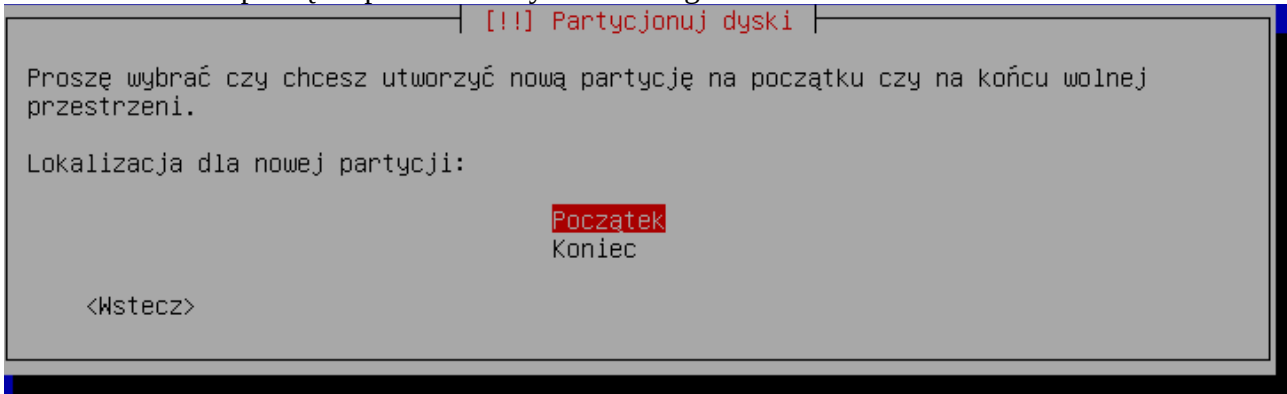 [!!] Partycjonuj dyski
Proszę wybrać czy chcesz utworzyć nową partycję na początku czy na końcu wolnej
przestrzeni.
Lokalizacja dla nowej partycji:
Początek
Koniec
<Wstecz>